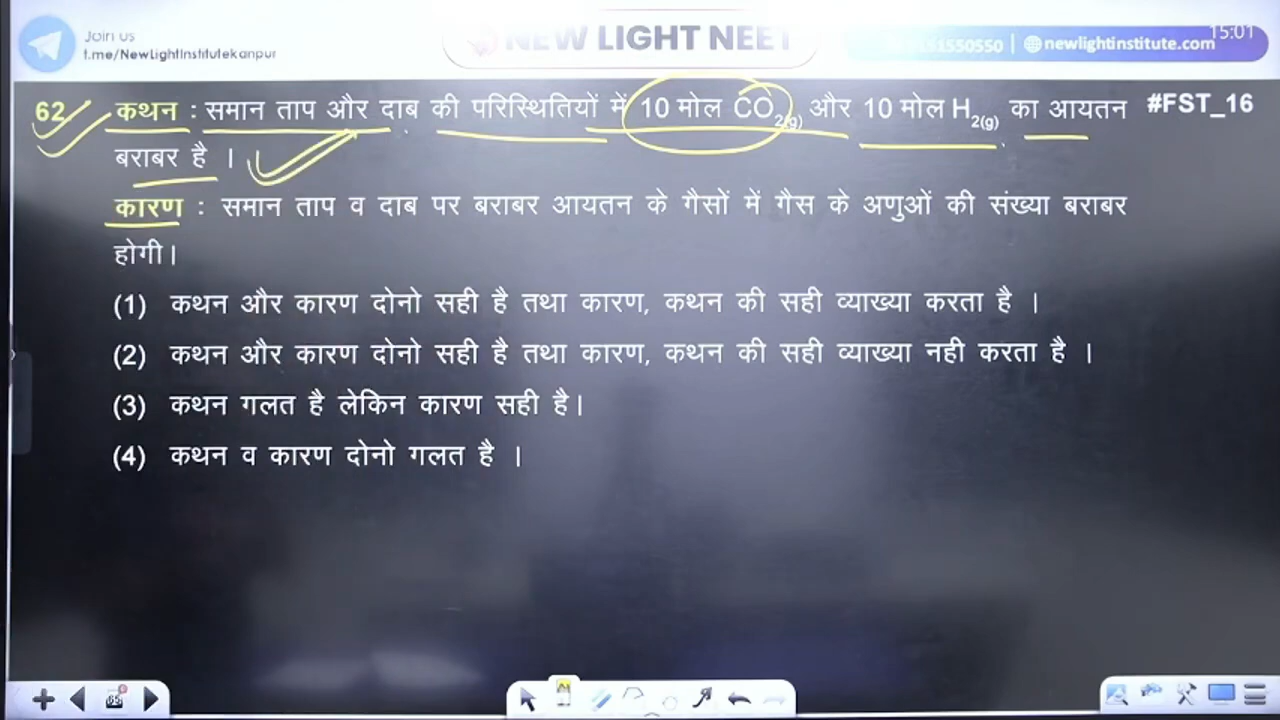 Join us
t.me/NewLightInstitutekanpur
NEW LIGHT NEET
newlightinstitute.com
15:01
#FST_16
62 कथन : समान ताप और दाब की परिस्थितियों में 10 मोल CO2(g) और 10 मोल H2(g) का आयतन
बराबर है ।
कारण : समान ताप व दाब पर बराबर आयतन के गैसों में गैस के अणुओं की संख्या बराबर
होगी।
(1) कथन और कारण दोनो सही है तथा कारण, कथन की सही व्याख्या करता है ।
(2) कथन और कारण दोनो सही है तथा कारण, कथन की सही व्याख्या नही करता है ।
(3) कथन गलत है लेकिन कारण सही है।
(4) कथन व कारण दोनो गलत है ।